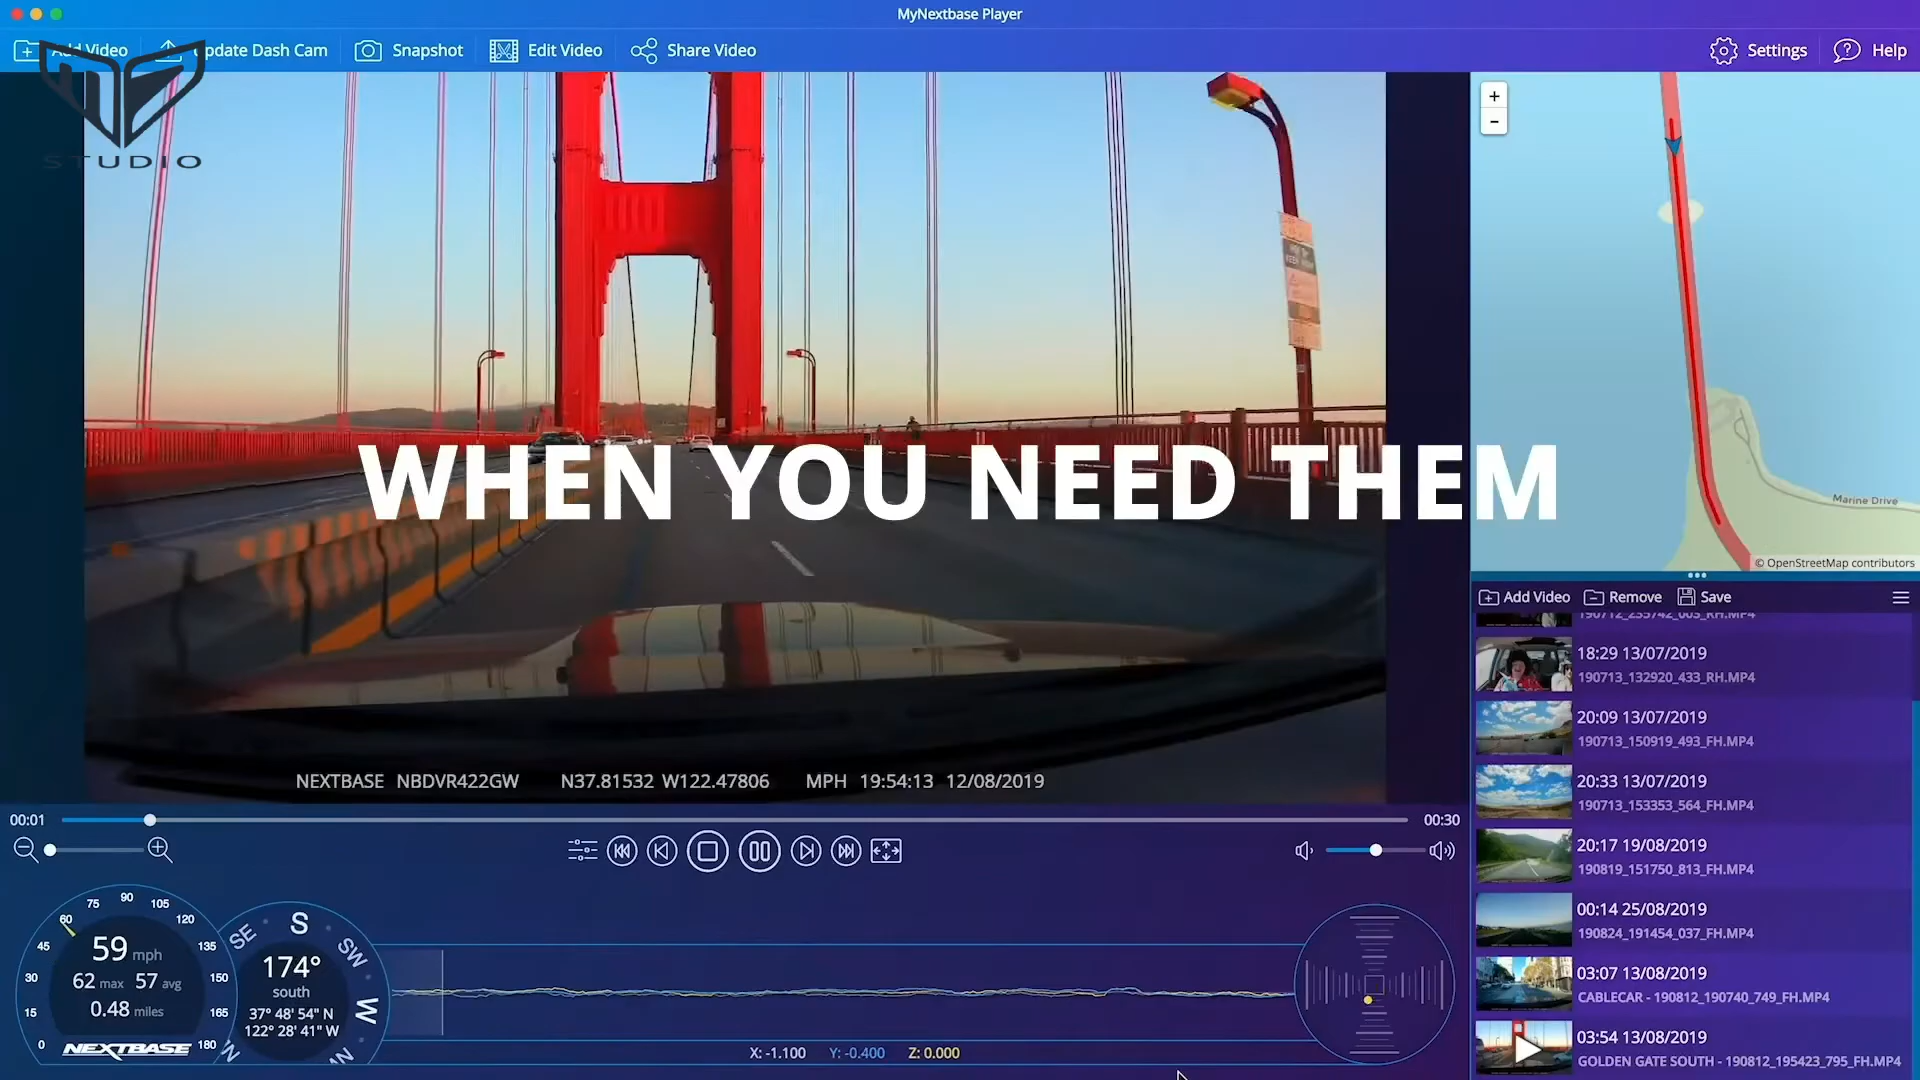 MyNextbase Player
Add Video
Update Dash Cam
Snapshot
Edit Video
Share Video
Settings
Help
STUDIO
WHEN YOU NEED THEM
Marine Drive
© OpenStreetMap contributors
Add Video
Remove
Save
18:29 13/07/2019
190713_132920_433_RH.MP4
20:09 13/07/2019
190713_150919_493_FH.MP4
20:33 13/07/2019
190713_153353_564_FH.MP4
20:17 19/08/2019
190819_151750_813_FH.MP4
00:14 25/08/2019
190824_191454_037_FH.MP4
03:07 13/08/2019
CABLECAR - 190812_190740_749_FH.MP4
03:54 13/08/2019
GOLDEN GATE SOUTH - 190812_195423_795_FH.MP4
NEXTBASE NBDVR422GW N37.81532 W122.47806 MPH 19:54:13 12/08/2019
00:01
00:30
0 15 30 45 60 75 90 105 120 135 150 165 180
59 mph
62 max 57 avg
0.48 miles
NEXTBASE
SE S SW W
174°
south
37° 48' 54" N
122° 28' 41" W
X: -1.100 Y: -0.400 Z: 0.000